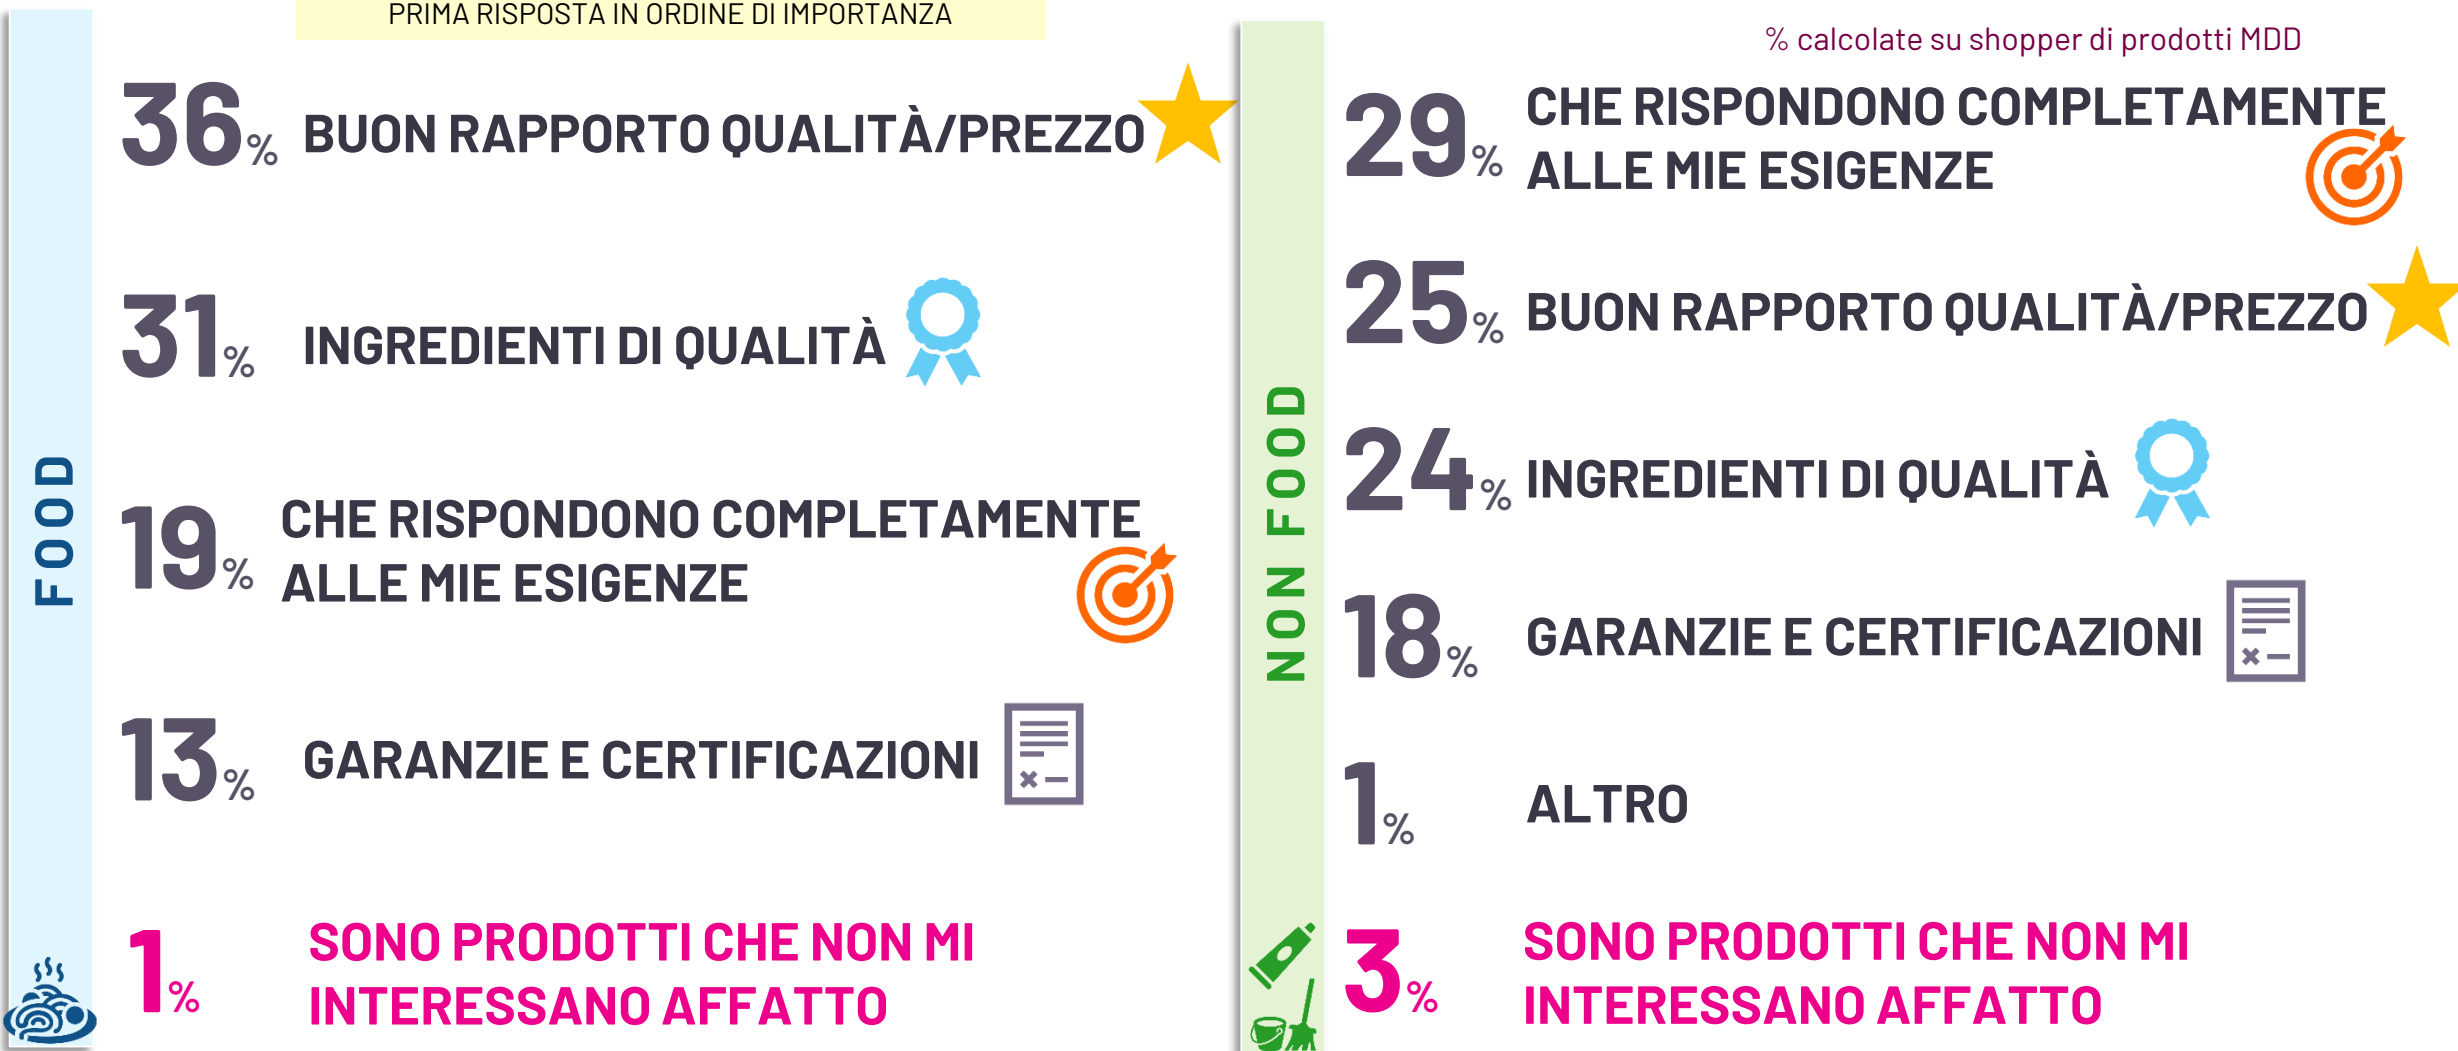 PRIMA RISPOSTA IN ORDINE DI IMPORTANZA
FOOD
36% BUON RAPPORTO QUALITÀ/PREZZO
31% INGREDIENTI DI QUALITÀ
19% CHE RISPONDONO COMPLETAMENTE
ALLE MIE ESIGENZE
13% GARANZIE E CERTIFICAZIONI
1% SONO PRODOTTI CHE NON MI
INTERESSANO AFFATTO
% calcolate su shopper di prodotti MDD
NON FOOD
29% CHE RISPONDONO COMPLETAMENTE
ALLE MIE ESIGENZE
25% BUON RAPPORTO QUALITÀ/PREZZO
24% INGREDIENTI DI QUALITÀ
18% GARANZIE E CERTIFICAZIONI
1% ALTRO
3% SONO PRODOTTI CHE NON MI
INTERESSANO AFFATTO